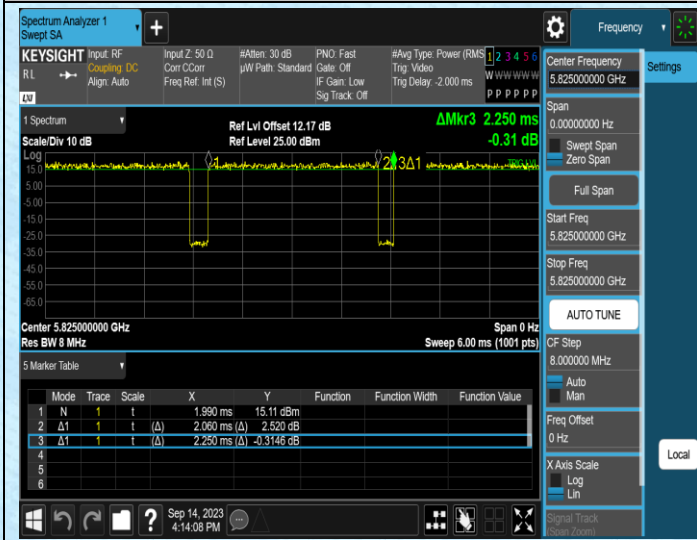 Spectrum Analyzer 1
Swept SA
+
Frequency
KEYSIGHT
RL
LXI
Input: RF
Coupling: DC
Align: Auto
Input Z: 50 Ω
Corr CCorr
Freq Ref: Int (S)
#Atten: 30 dB
µW Path: Standard
PNO: Fast
Gate: Off
IF Gain: Low
Sig Track: Off
#Avg Type: Power (RMS
Trig: Video
Trig Delay: -2.000 ms
1 2 3 4 5 6
W W W W W W
P P P P P P
1 Spectrum
Scale/Div 10 dB
Ref Lvl Offset 12.17 dB
Ref Level 25.00 dBm
ΔMkr3 2.250 ms
-0.31 dB
Log
15.0
5.00
-5.00
-15.0
-25.0
-35.0
-45.0
-55.0
-65.0
1
2
3Δ1
TRIG LVL
Center 5.825000000 GHz
Res BW 8 MHz
Span 0 Hz
Sweep 6.00 ms (1001 pts)
5 Marker Table
Mode Trace Scale X Y Function Function Width Function Value
1 N 1 t 1.990 ms 15.11 dBm
2 Δ1 1 t (Δ) 2.060 ms (Δ) 2.520 dB
3 Δ1 1 t (Δ) 2.250 ms (Δ) -0.3146 dB
4
5
6
?
Sep 14, 2023
4:14:08 PM
Center Frequency
5.825000000 GHz
Span
0.00000000 Hz
Swept Span
Zero Span
Full Span
Start Freq
5.825000000 GHz
Stop Freq
5.825000000 GHz
AUTO TUNE
CF Step
8.000000 MHz
Auto
Man
Freq Offset
0 Hz
X Axis Scale
Log
Lin
Signal Track
(Span Zoom)
Settings
Local